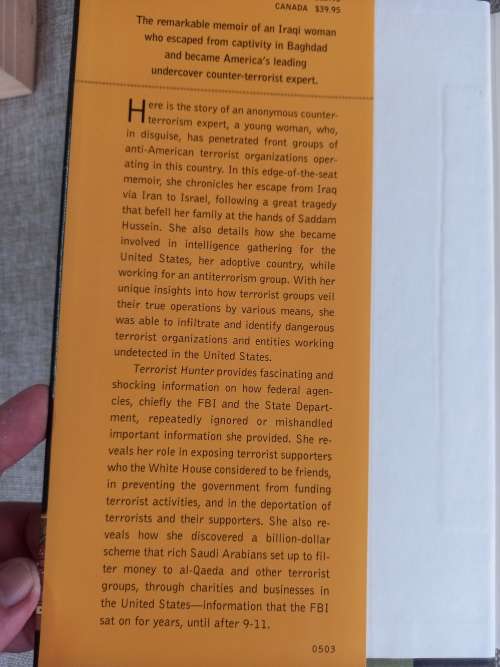 CANADA $39.95
The remarkable memoir of an Iraqi woman
who escaped from captivity in Baghdad
and became America's leading
undercover counter-terrorist expert.
Here is the story of an anonymous counter-
terrorism expert, a young woman, who,
in disguise, has penetrated front groups of
anti-American terrorist organizations oper-
ating in this country. In this edge-of-the-seat
memoir, she chronicles her escape from Iraq
via Iran to Israel, following a great tragedy
that befell her family at the hands of Saddam
Hussein. She also details how she became
involved in intelligence gathering for the
United States, her adoptive country, while
working for an antiterrorism group. With her
unique insights into how terrorist groups veil
their true operations by various means, she
was able to infiltrate and identify dangerous
terrorist organizations and entities working
undetected in the United States.
Terrorist Hunter provides fascinating and
shocking information on how federal agen-
cies, chiefly the FBI and the State Depart-
ment, repeatedly ignored or mishandled
important information she provided. She re-
veals her role in exposing terrorist supporters
who the White House considered to be friends,
in preventing the government from funding
terrorist activities, and in the deportation of
terrorists and their supporters. She also re-
veals how she discovered a billion-dollar
scheme that rich Saudi Arabians set up to fil-
ter money to al-Qaeda and other terrorist
groups, through charities and businesses in
the United States—information that the FBI
sat on for years, until after 9-11.
0503